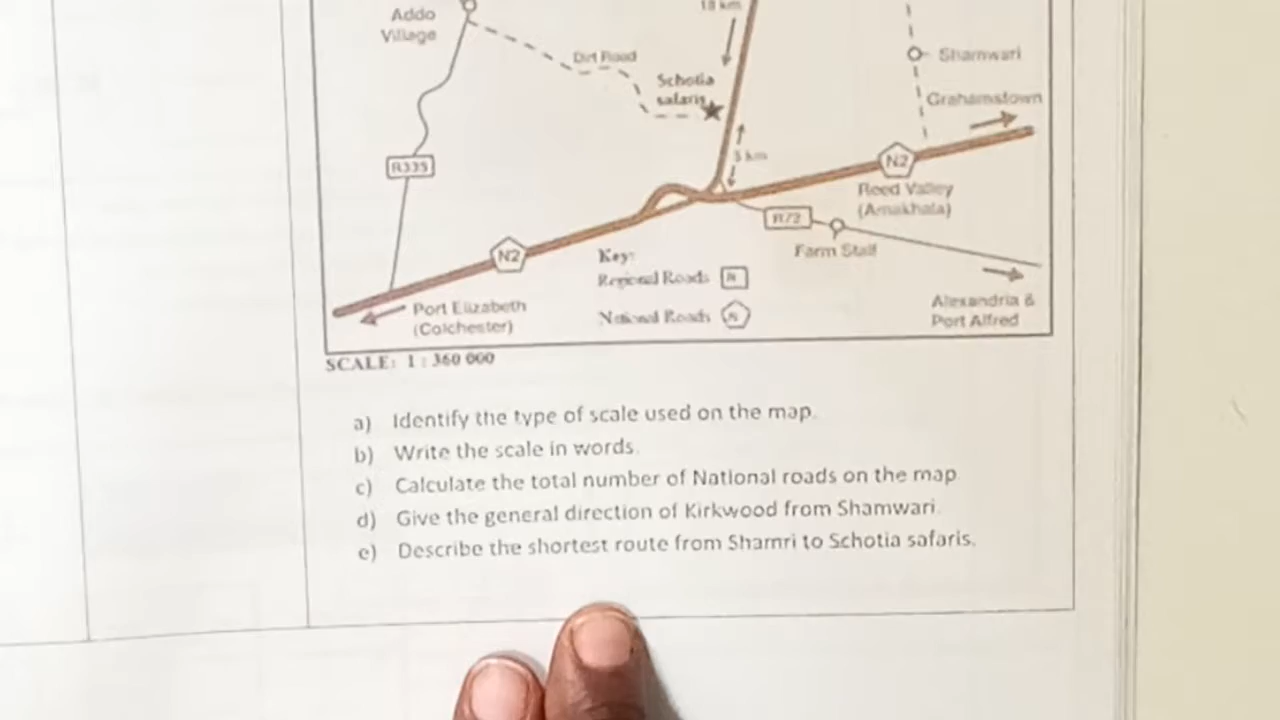 Addo
Village
18 km
Dirt Road
Schotia
safaris
Shamwari
Grahamstown
R335
5 km
N2
Reed Valley
(Amakhala)
R72
Farm Stall
N2
Key:
Regional Roads R
National Roads N
Port Elizabeth
(Colchester)
Alexandria &
Port Alfred
SCALE: 1 : 360 000
a) Identify the type of scale used on the map.
b) Write the scale in words.
c) Calculate the total number of National roads on the map
d) Give the general direction of Kirkwood from Shamwari.
e) Describe the shortest route from Shamri to Schotia safaris.